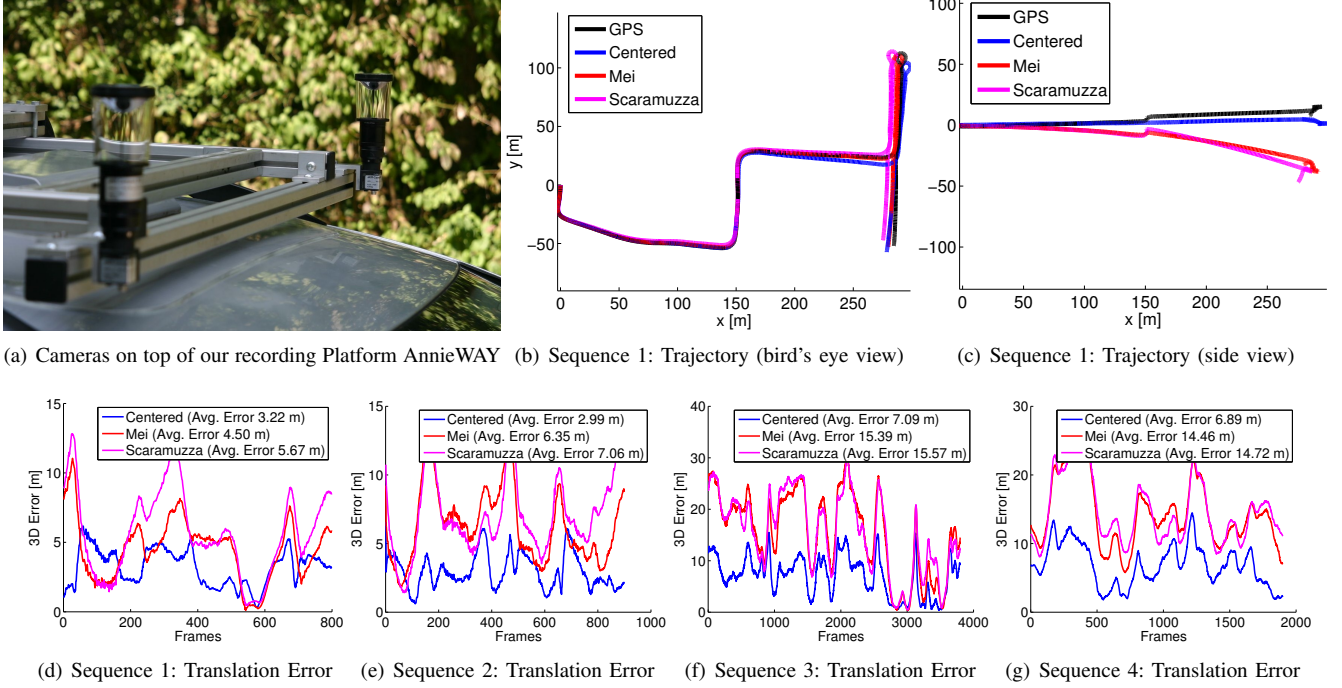 GPS
Centered
Mei
Scaramuzza
100
50
0
−50
y [m]
0 50 100 150 200 250
x [m]
GPS
Centered
Mei
Scaramuzza
100
50
0
−50
−100
0 50 100 150 200 250
x [m]
(a) Cameras on top of our recording Platform AnnieWAY
(b) Sequence 1: Trajectory (bird's eye view)
(c) Sequence 1: Trajectory (side view)
Centered (Avg. Error 3.22 m)
Mei (Avg. Error 4.50 m)
Scaramuzza (Avg. Error 5.67 m)
15
10
5
0
3D Error [m]
0 200 400 600 800
Frames
Centered (Avg. Error 2.99 m)
Mei (Avg. Error 6.35 m)
Scaramuzza (Avg. Error 7.06 m)
15
10
5
0
3D Error [m]
0 200 400 600 800 1000
Frames
Centered (Avg. Error 7.09 m)
Mei (Avg. Error 15.39 m)
Scaramuzza (Avg. Error 15.57 m)
40
30
20
10
0
3D Error [m]
0 1000 2000 3000 4000
Frames
Centered (Avg. Error 6.89 m)
Mei (Avg. Error 14.46 m)
Scaramuzza (Avg. Error 14.72 m)
30
20
10
0
3D Error [m]
0 500 1000 1500 2000
Frames
(d) Sequence 1: Translation Error
(e) Sequence 2: Translation Error
(f) Sequence 3: Translation Error
(g) Sequence 4: Translation Error